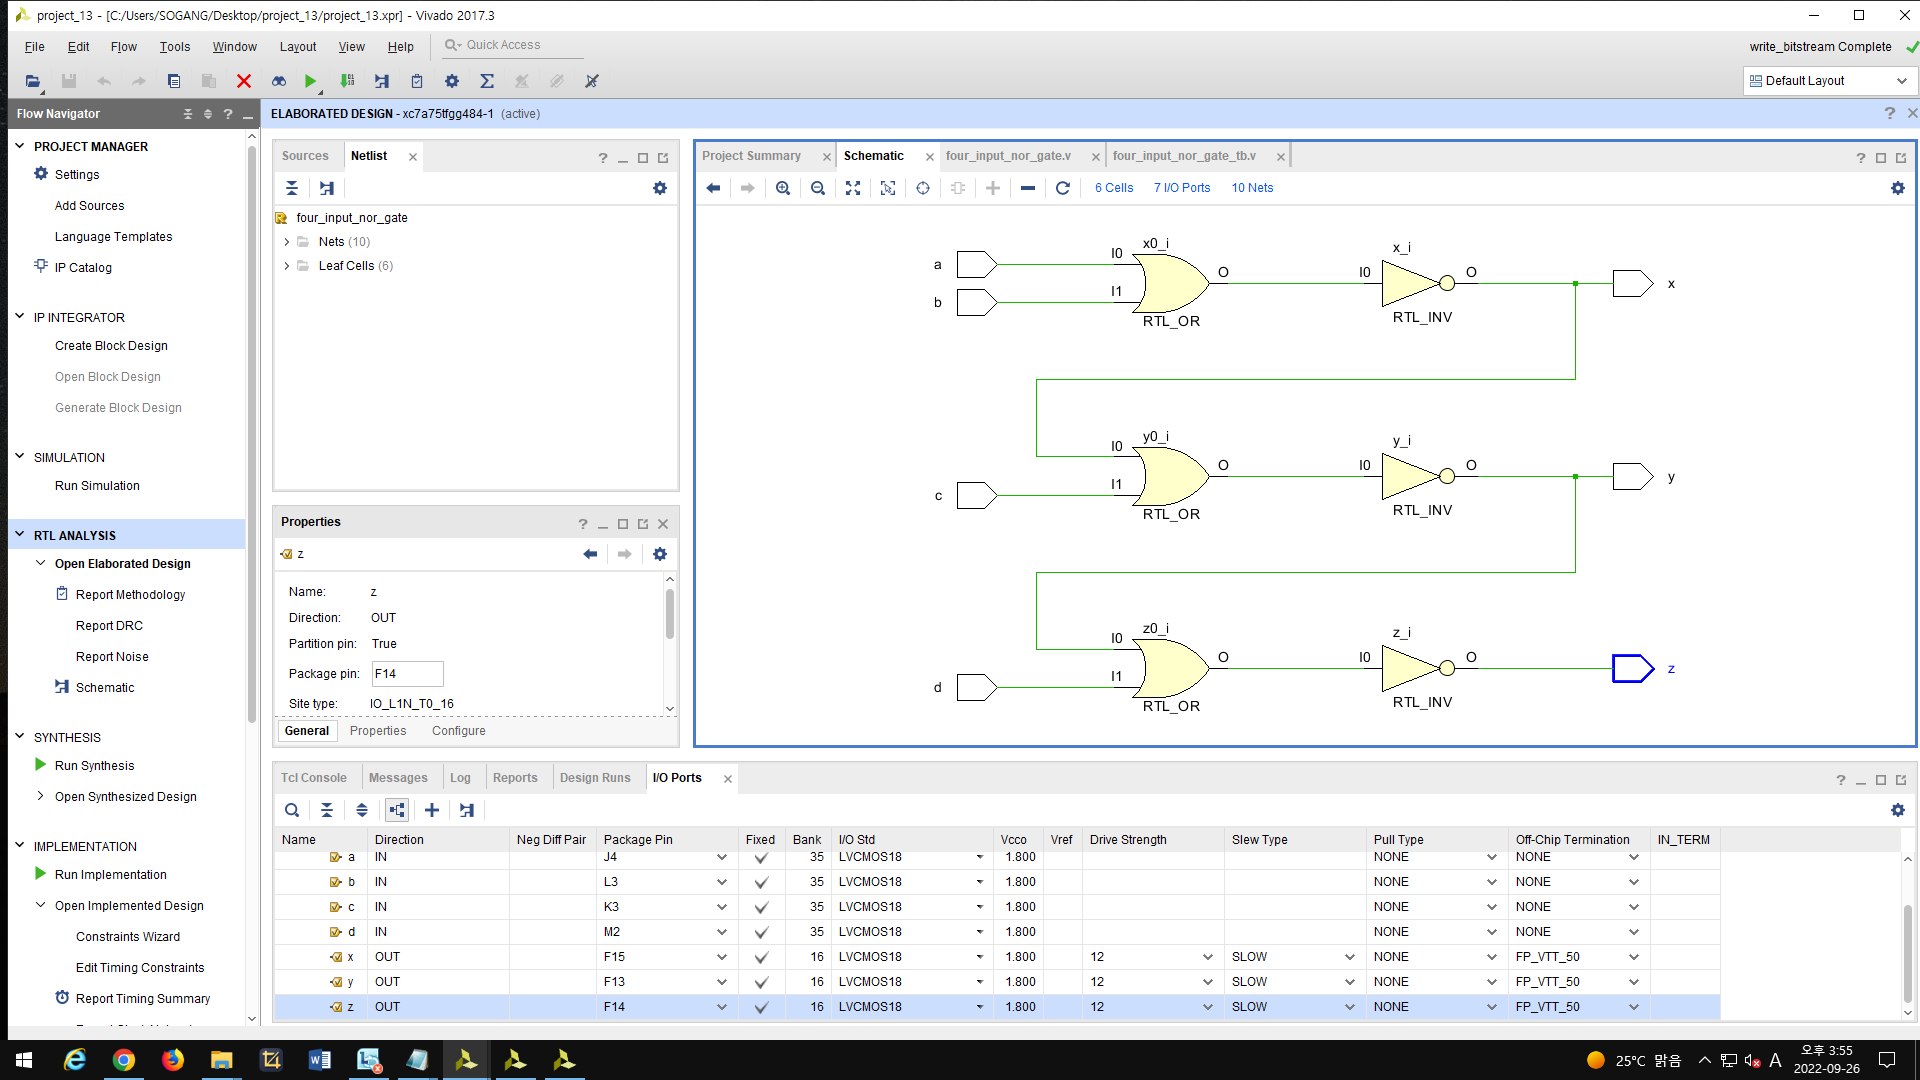 project_13 - [C:/Users/SOGANG/Desktop/project_13/project_13.xpr] - Vivado 2017.3
File Edit Flow Tools Window Layout View Help Quick Access
write_bitstream Complete
Default Layout
Flow Navigator
ELABORATED DESIGN - xc7a75tfgg484-1 (active)
PROJECT MANAGER
Settings
Add Sources
Language Templates
IP Catalog
IP INTEGRATOR
Create Block Design
Open Block Design
Generate Block Design
SIMULATION
Run Simulation
RTL ANALYSIS
Open Elaborated Design
Report Methodology
Report DRC
Report Noise
Schematic
SYNTHESIS
Run Synthesis
Open Synthesized Design
IMPLEMENTATION
Run Implementation
Open Implemented Design
Constraints Wizard
Edit Timing Constraints
Report Timing Summary
Sources Netlist
four_input_nor_gate
Nets (10)
Leaf Cells (6)
Properties
z
Name: z
Direction: OUT
Partition pin: True
Package pin: F14
Site type: IO_L1N_T0_16
General Properties Configure
Project Summary Schematic four_input_nor_gate.v four_input_nor_gate_tb.v
6 Cells 7 I/O Ports 10 Nets
x0_i x_i
a I0 O I0 O x
b I1
RTL_OR RTL_INV
y0_i y_i
I0 O I0 O y
c I1
RTL_OR RTL_INV
z0_i z_i
I0 O I0 O z
d I1
RTL_OR RTL_INV
Tcl Console Messages Log Reports Design Runs I/O Ports
Name Direction Neg Diff Pair Package Pin Fixed Bank I/O Std Vcco Vref Drive Strength Slew Type Pull Type Off-Chip Termination IN_TERM
a IN J4 35 LVCMOS18 1.800 NONE NONE
b IN L3 35 LVCMOS18 1.800 NONE NONE
c IN K3 35 LVCMOS18 1.800 NONE NONE
d IN M2 35 LVCMOS18 1.800 NONE NONE
x OUT F15 16 LVCMOS18 1.800 12 SLOW NONE FP_VTT_50
y OUT F13 16 LVCMOS18 1.800 12 SLOW NONE FP_VTT_50
z OUT F14 16 LVCMOS18 1.800 12 SLOW NONE FP_VTT_50
25°C 맑음 A 오후 3:55
2022-09-26